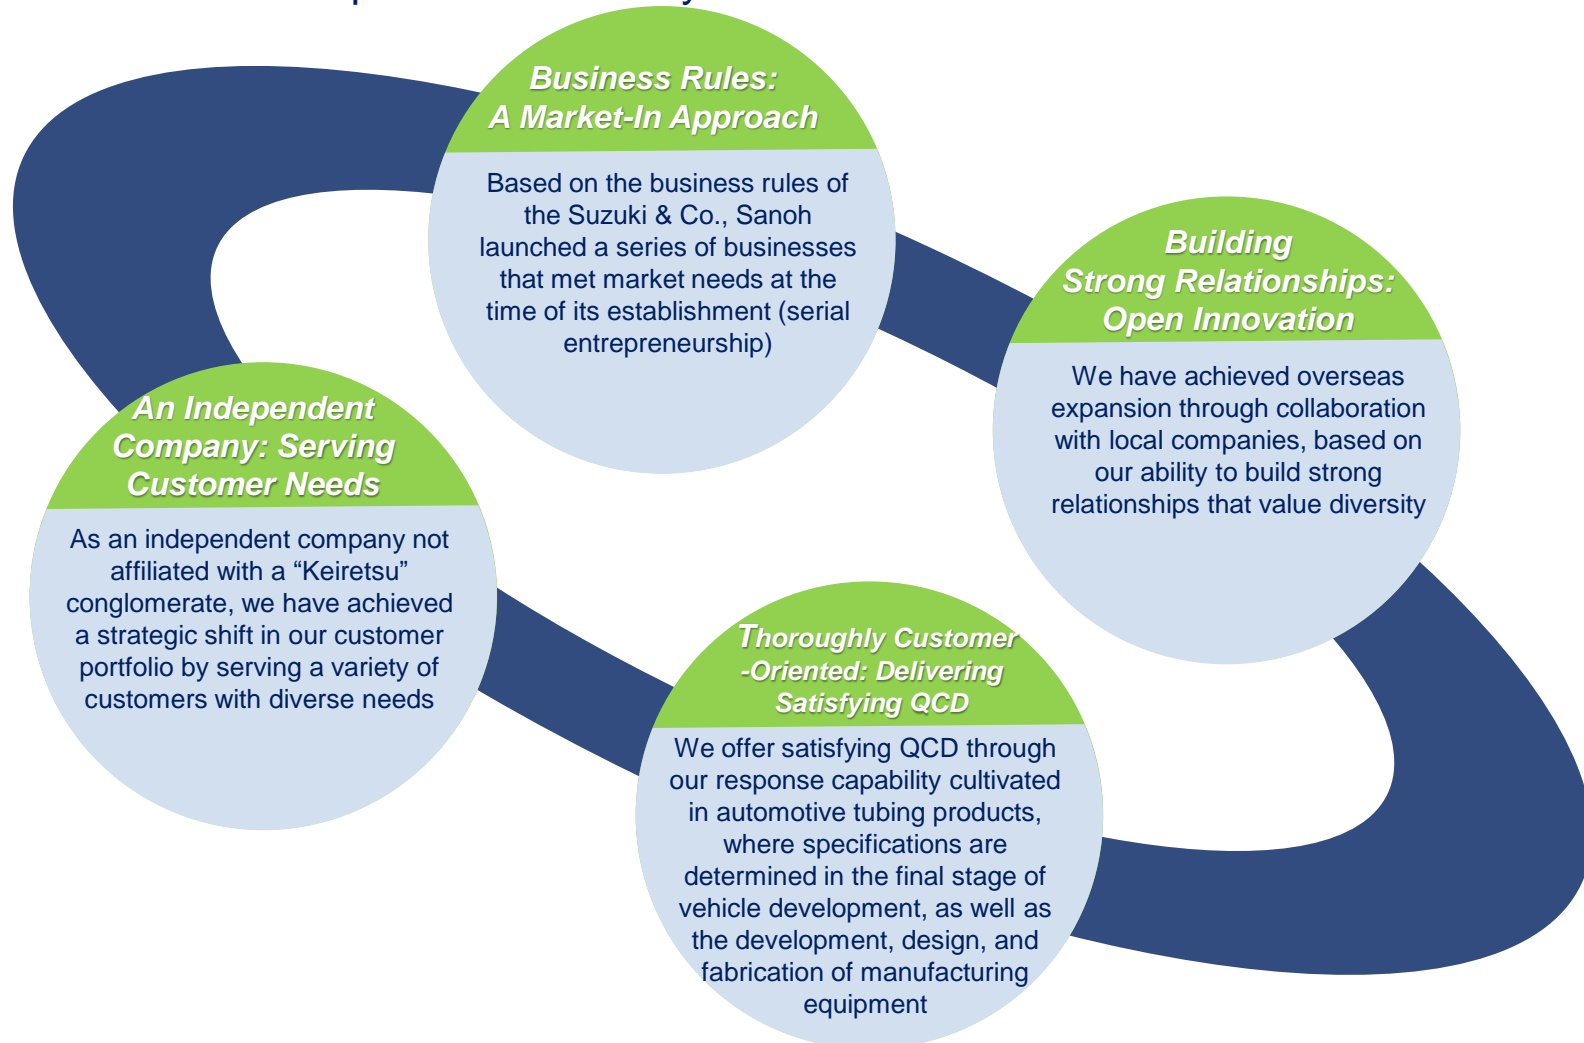 Business Rules:
A Market-In Approach
Based on the business rules of
the Suzuki & Co., Sanoh
launched a series of businesses
that met market needs at the
time of its establishment (serial
entrepreneurship)
Building
Strong Relationships:
Open Innovation
We have achieved overseas
expansion through collaboration
with local companies, based on
our ability to build strong
relationships that value diversity
An Independent
Company: Serving
Customer Needs
As an independent company not
affiliated with a “Keiretsu”
conglomerate, we have achieved
a strategic shift in our customer
portfolio by serving a variety of
customers with diverse needs
Thoroughly Customer
-Oriented: Delivering
Satisfying QCD
We offer satisfying QCD through
our response capability cultivated
in automotive tubing products,
where specifications are
determined in the final stage of
vehicle development, as well as
the development, design, and
fabrication of manufacturing
equipment